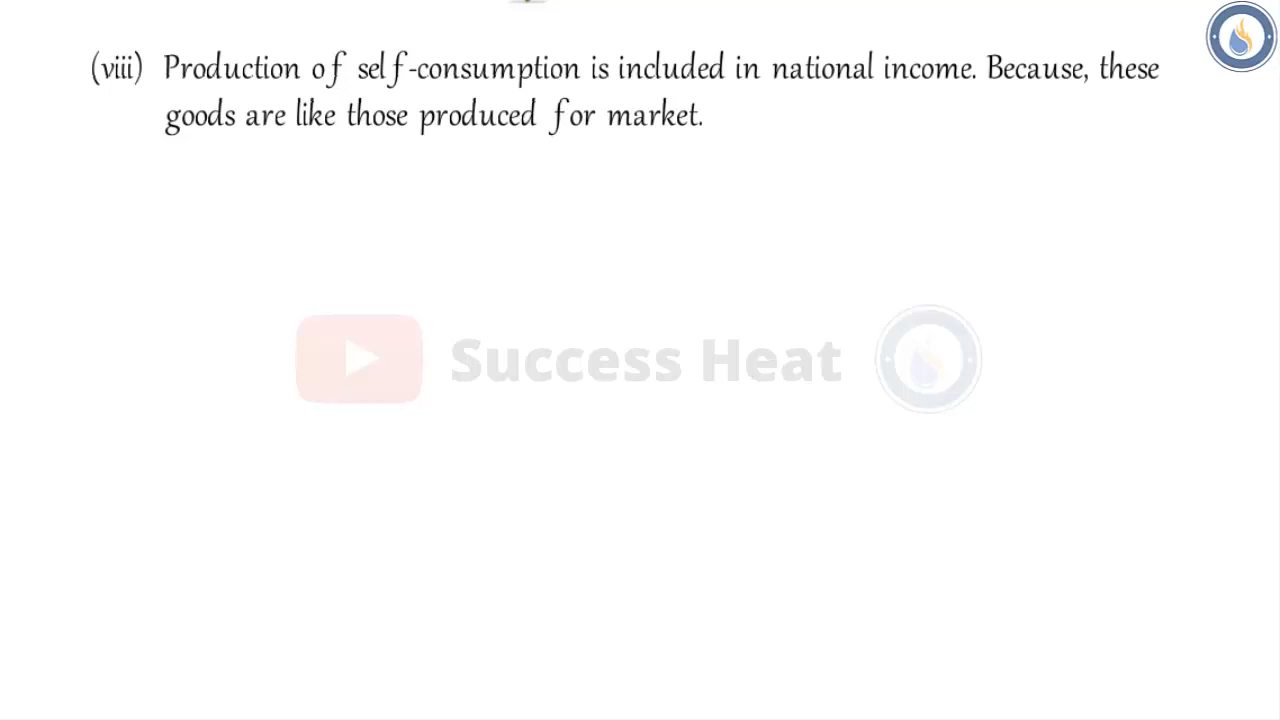 (viii) Production of self-consumption is included in national income. Because, these
goods are like those produced for market.
Success Heat